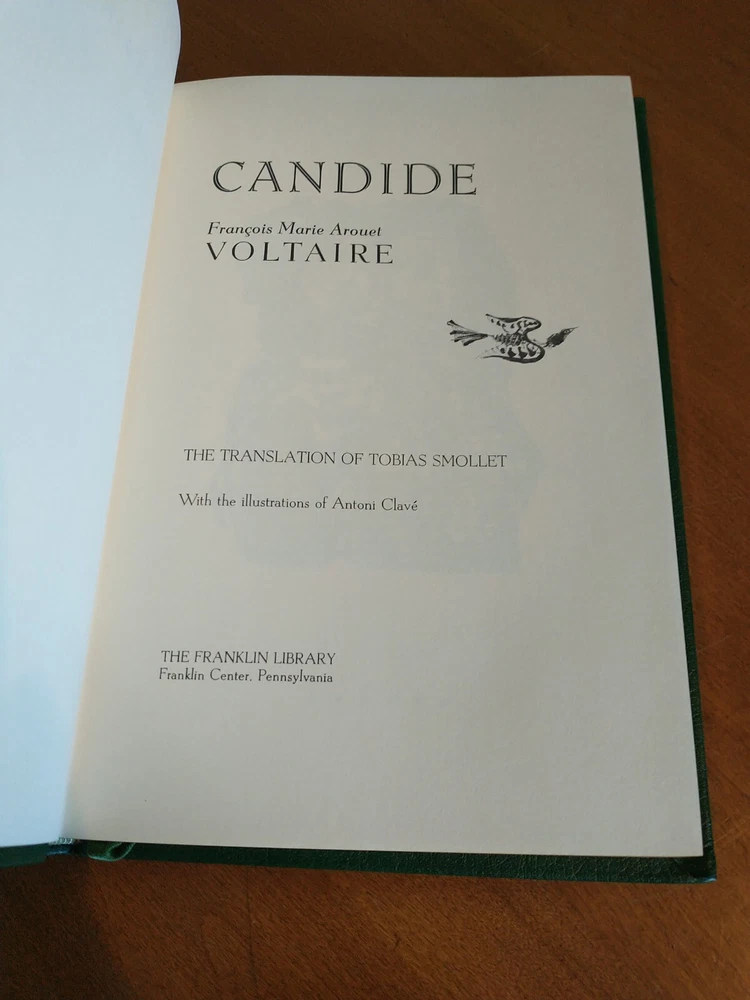 CANDIDE
François Marie Arouet
VOLTAIRE
THE TRANSLATION OF TOBIAS SMOLLET
With the illustrations of Antoni Clavé
THE FRANKLIN LIBRARY
Franklin Center, Pennsylvania